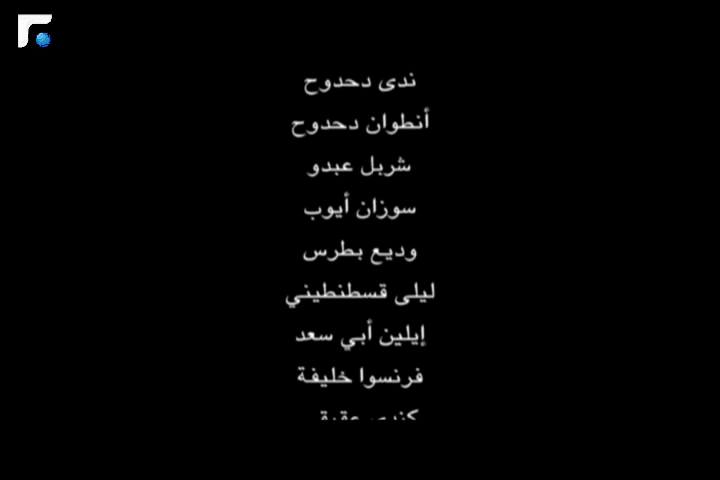 ندى دحدوح
أنطوان دحدوح
شربل عبدو
سوزان أيوب
وديع بطرس
ليلى قسطنطيني
إيلين أبي سعد
فرنسوا خليفة